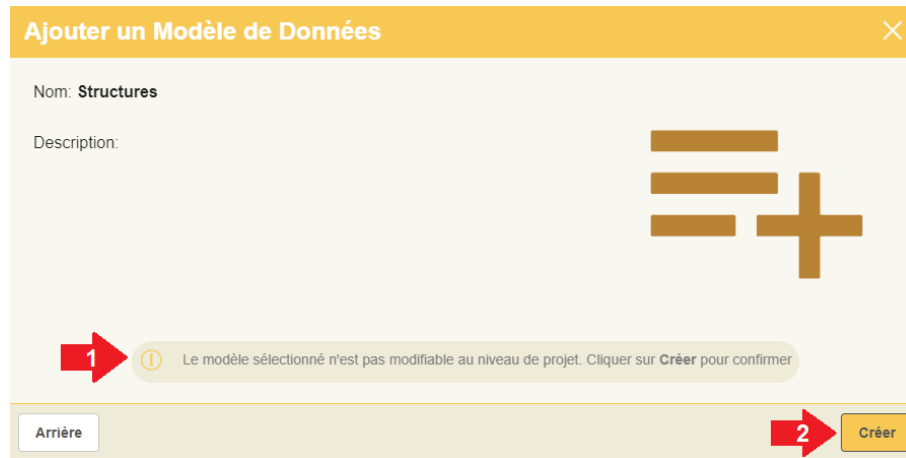 Ajouter un Modèle de Données
Nom: Structures
Description:
1
Le modèle sélectionné n'est pas modifiable au niveau de projet. Cliquer sur Créer pour confirmer
Arrière
2
Créer